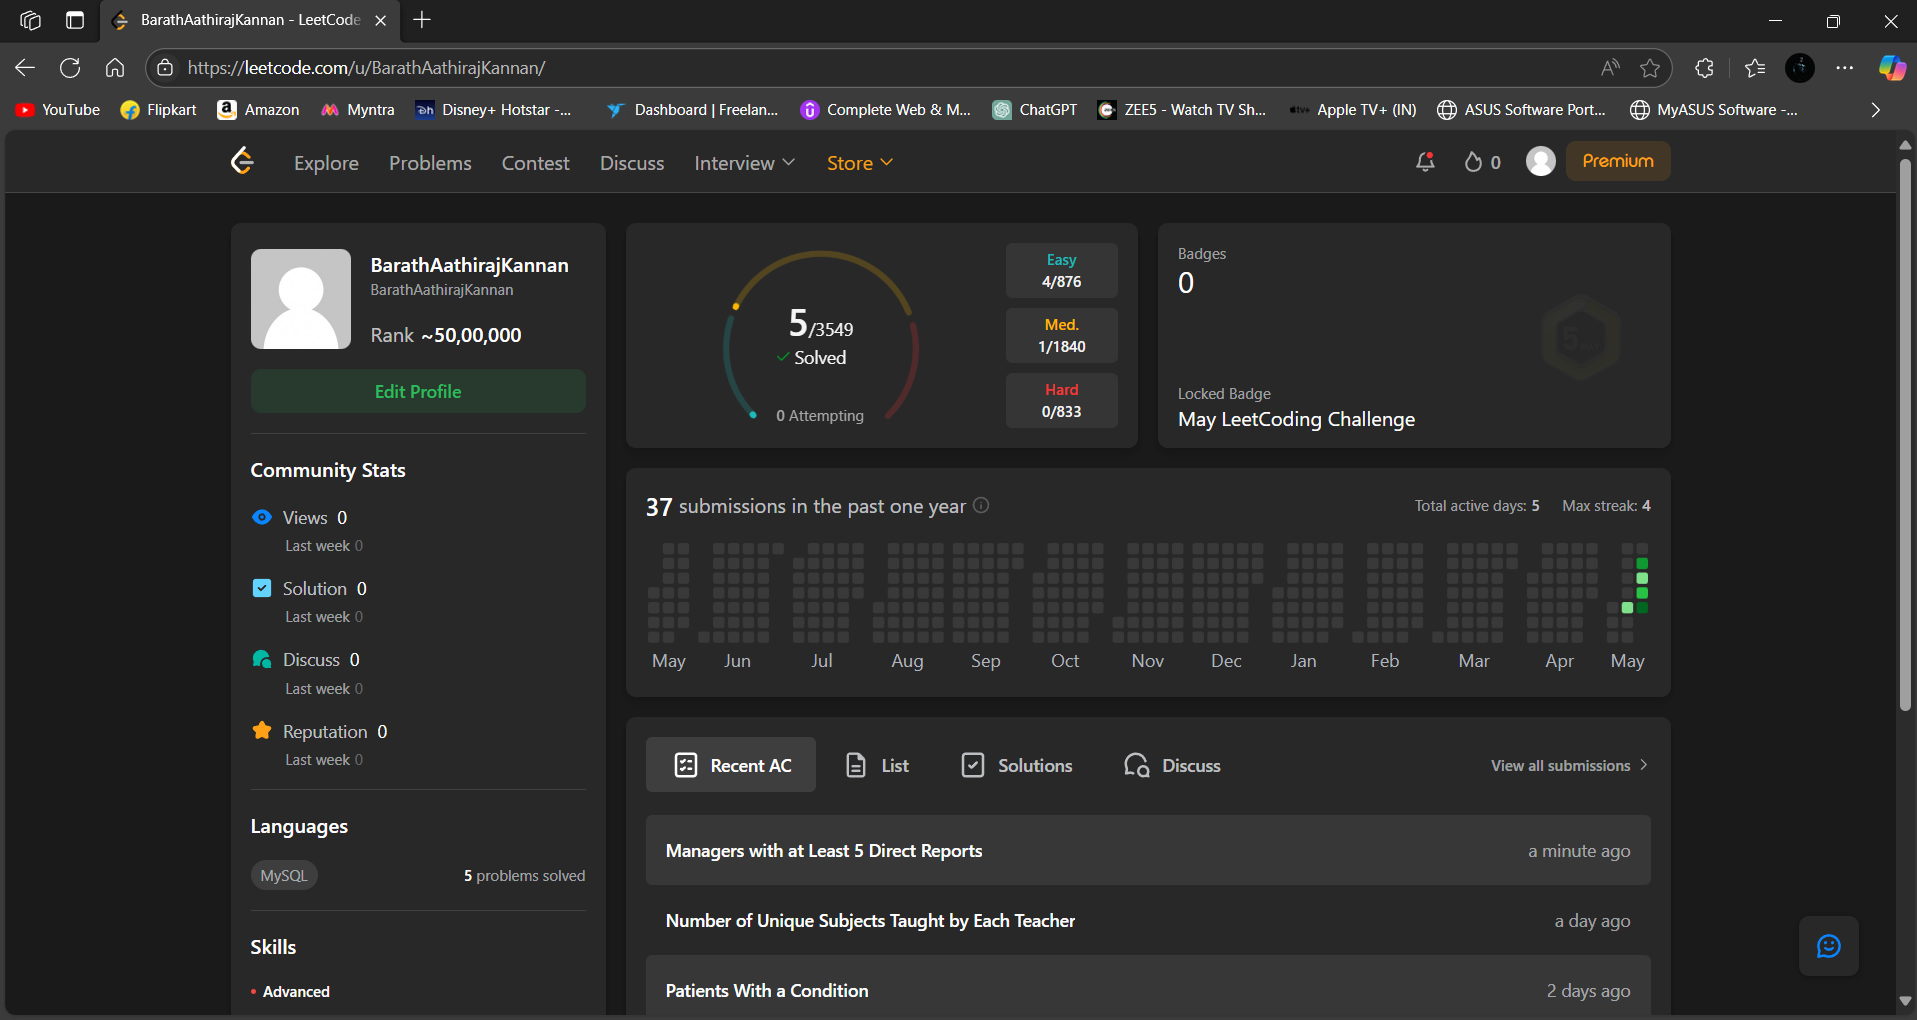 BarathAathirajKannan - LeetCode
https://leetcode.com/u/BarathAathirajKannan/
YouTube Flipkart Amazon Myntra Disney+ Hotstar -... Dashboard | Freelan... Complete Web & M... ChatGPT ZEE5 - Watch TV Sh... Apple TV+ (IN) ASUS Software Port... MyASUS Software -...
Explore Problems Contest Discuss Interview Store 0 Premium
BarathAathirajKannan
BarathAathirajKannan
Rank ~50,00,000
Edit Profile
Community Stats
Views 0
Last week 0
Solution 0
Last week 0
Discuss 0
Last week 0
Reputation 0
Last week 0
Languages
MySQL 5 problems solved
Skills
Advanced
5/3549
Solved
0 Attempting
Easy
4/876
Med.
1/1840
Hard
0/833
Badges
0
Locked Badge
May LeetCoding Challenge
37 submissions in the past one year Total active days: 5 Max streak: 4
May Jun Jul Aug Sep Oct Nov Dec Jan Feb Mar Apr May
Recent AC List Solutions Discuss View all submissions
Managers with at Least 5 Direct Reports a minute ago
Number of Unique Subjects Taught by Each Teacher a day ago
Patients With a Condition 2 days ago